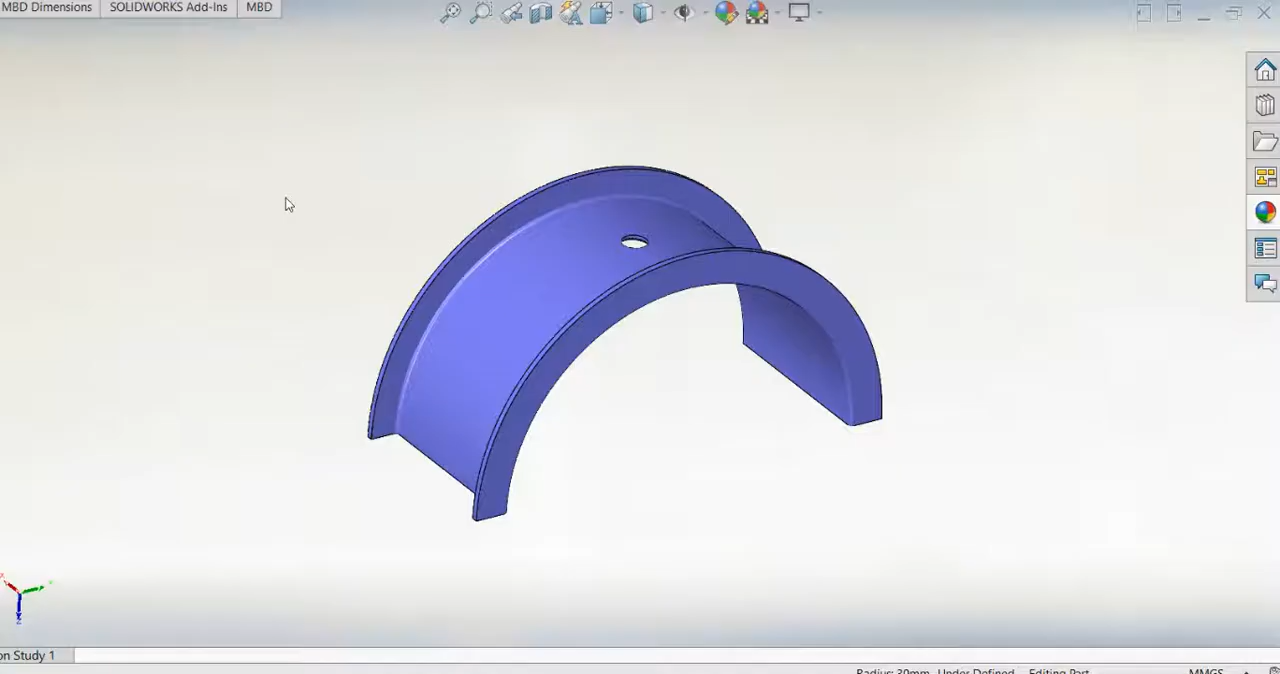 MBD Dimensions SOLIDWORKS Add-Ins MBD
on Study 1
Radius: 30mm Under Defined Editing Part MMGS